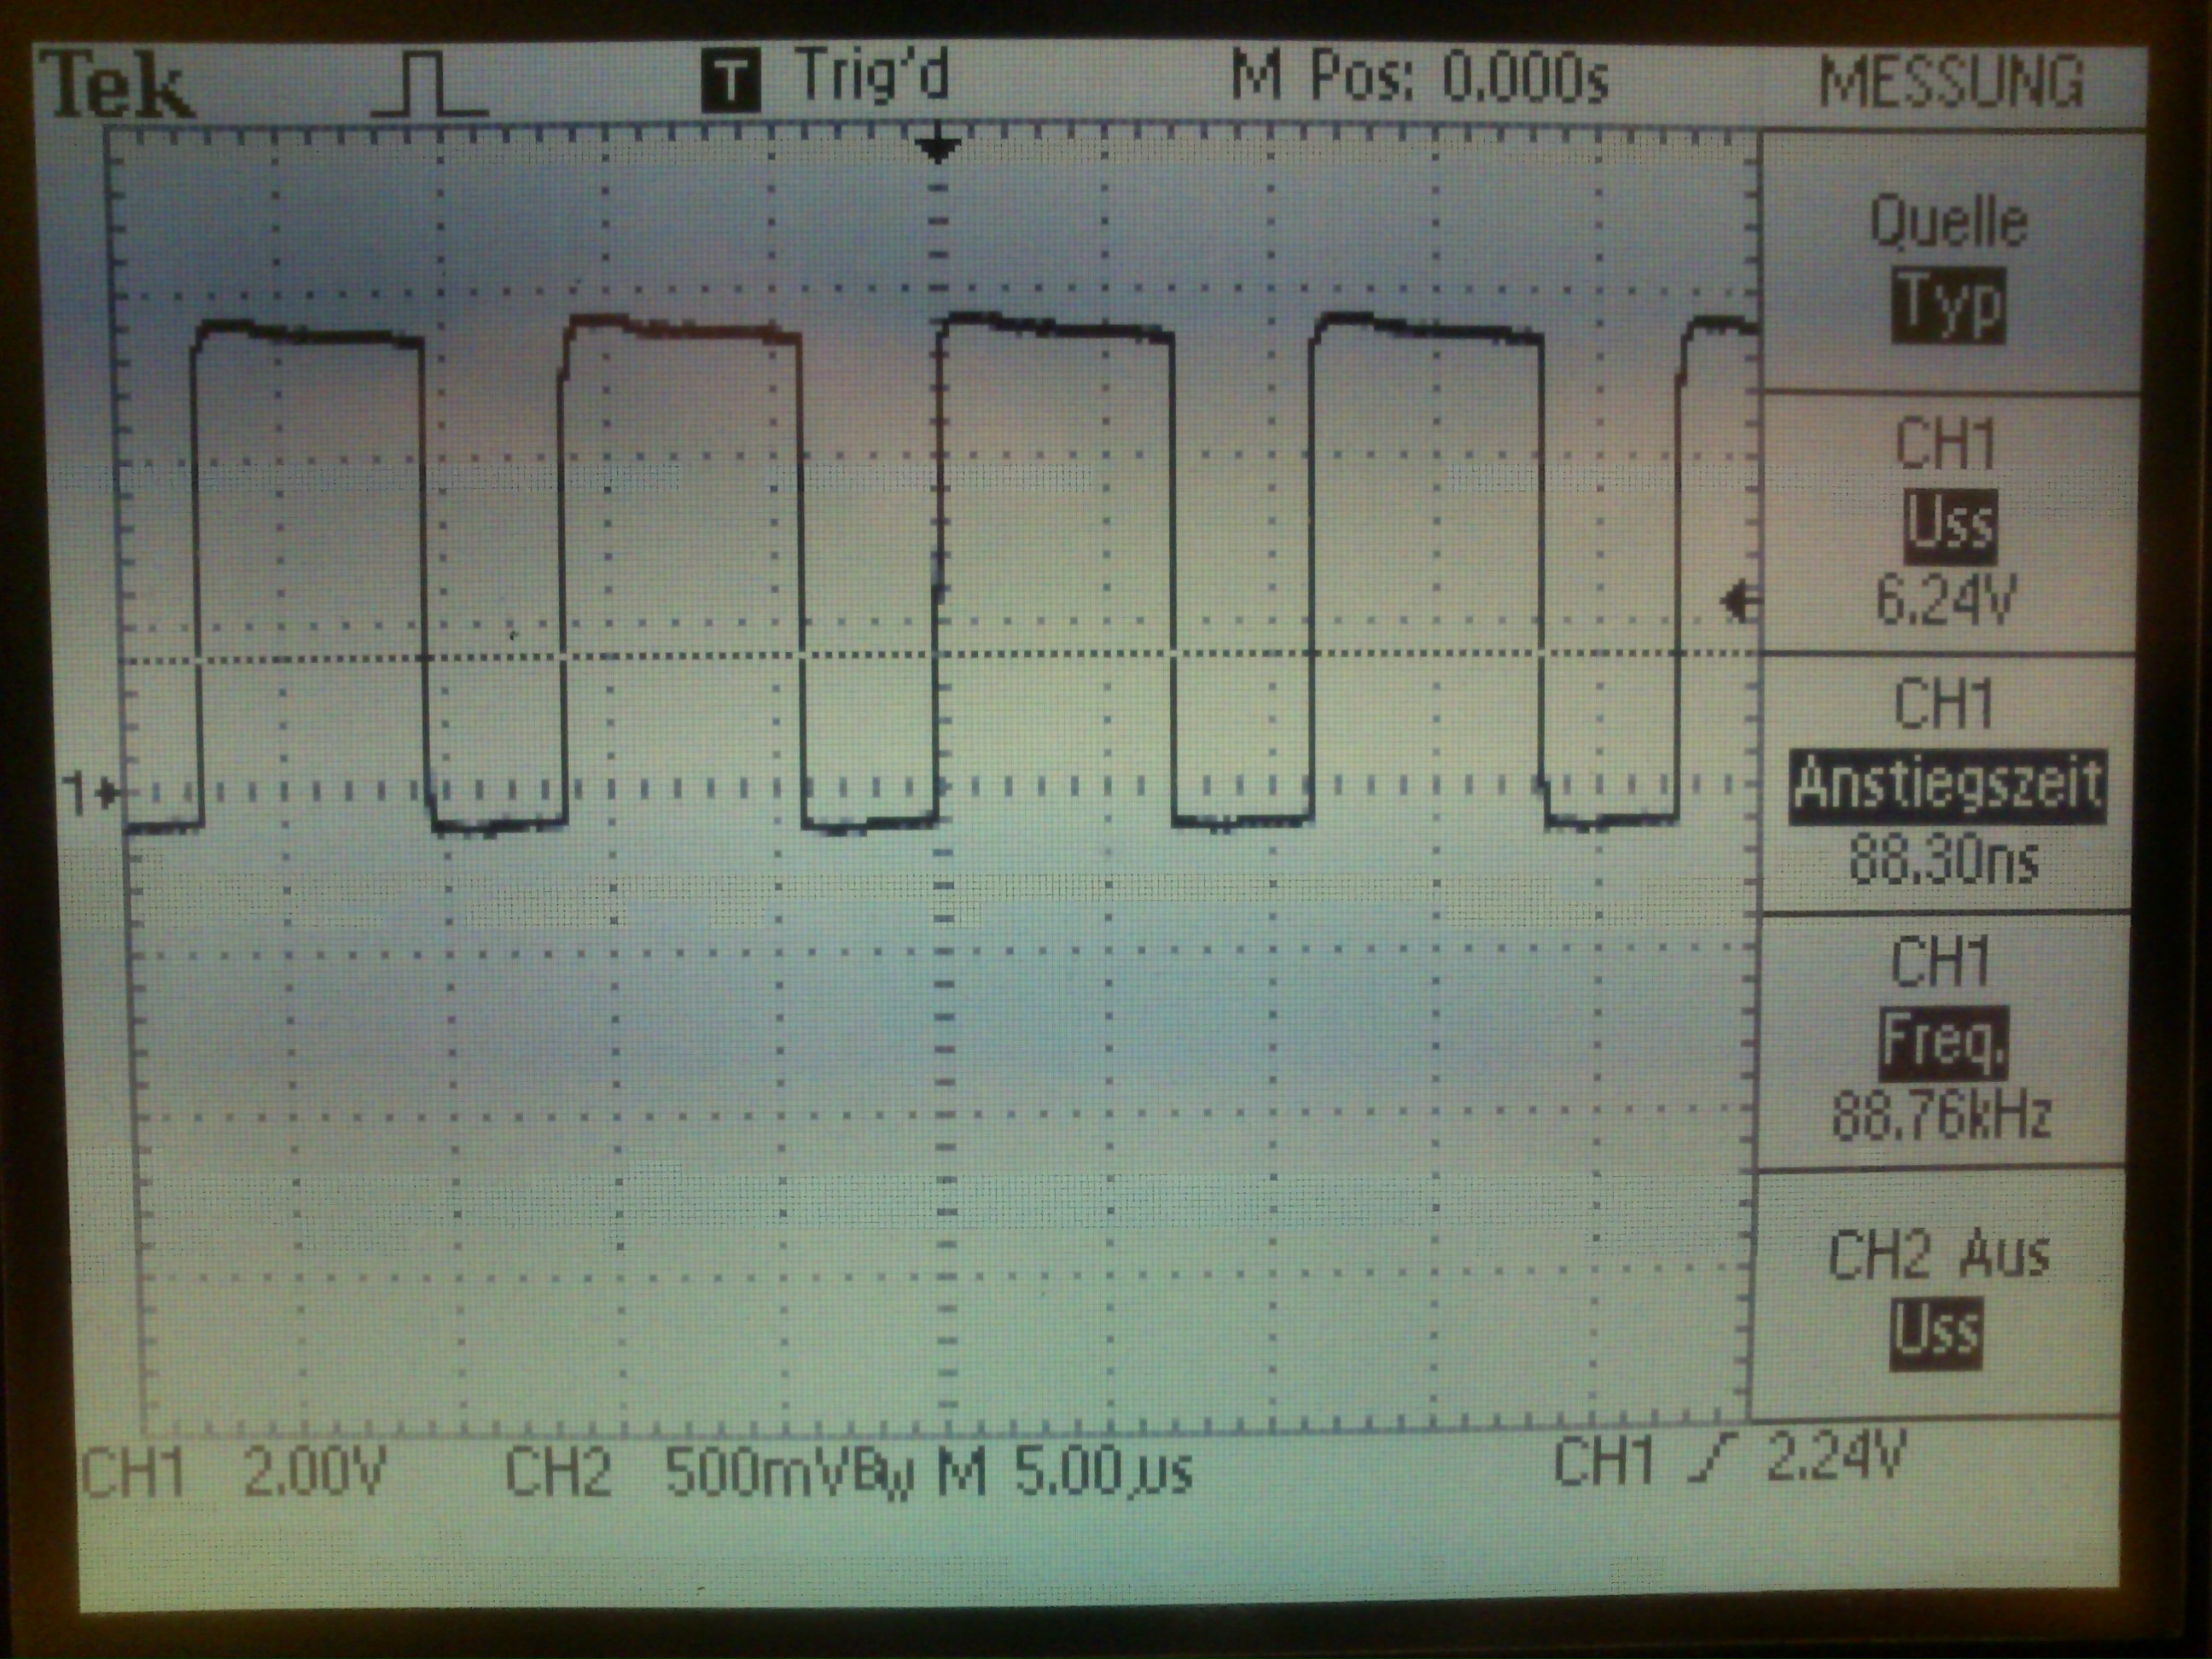 Tek T Trig'd M Pos: 0.000s MESSUNG
Quelle
Typ
CH1
Uss
6.24V
1
CH1
Anstiegszeit
88.30ns
CH1
Freq.
88.76kHz
CH2 Aus
Uss
CH1 2.00V CH2 500mVBW M 5.00µs CH1 2.24V